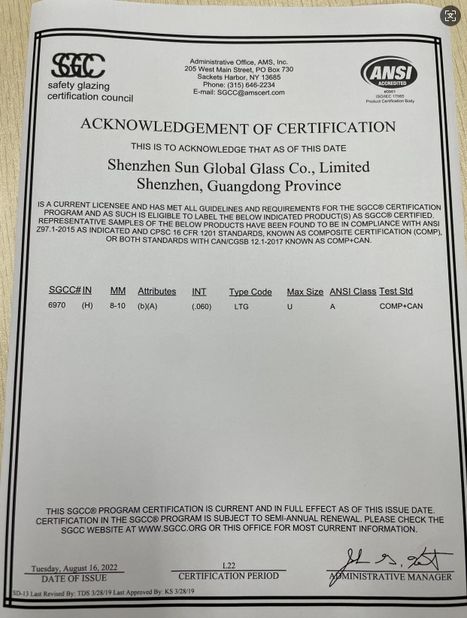 SGCC
safety glazing
certification council
Administrative Office, AMS, Inc.
205 West Main Street, PO Box 730
Sackets Harbor, NY 13685
Phone: (315) 646-2234
E-mail: SGCC@amscert.com
ANSI
ACCREDITED
ISO/IEC 17065
Product Certification Body
ACKNOWLEDGEMENT OF CERTIFICATION
THIS IS TO ACKNOWLEDGE THAT AS OF THIS DATE
Shenzhen Sun Global Glass Co., Limited
Shenzhen, Guangdong Province
IS A CURRENT LICENSEE AND HAS MET ALL GUIDELINES AND REQUIREMENTS FOR THE SGCC® CERTIFICATION
PROGRAM AND AS SUCH IS ELIGIBLE TO LABEL THE BELOW INDICATED PRODUCT(S) AS SGCC® CERTIFIED.
REPRESENTATIVE SAMPLES OF THE BELOW PRODUCTS HAVE BEEN FOUND TO BE IN COMPLIANCE WITH ANSI
Z97.1-2015 AS INDICATED AND CPSC 16 CFR 1201 STANDARDS, KNOWN AS COMPOSITE CERTIFICATION (COMP),
OR BOTH STANDARDS WITH CAN/CGSB 12.1-2017 KNOWN AS COMP+CAN.
SGCC# IN MM Attributes INT Type Code Max Size ANSI Class Test Std
6970 (H) 8-10 (b)(A) (.060) LTG U A COMP+CAN
THIS SGCC® PROGRAM CERTIFICATION IS CURRENT AND IN FULL EFFECT AS OF THIS ISSUE DATE.
CERTIFICATION IN THE SGCC® PROGRAM IS SUBJECT TO SEMI-ANNUAL RENEWAL. PLEASE CHECK THE
SGCC WEBSITE AT WWW.SGCC.ORG OR THIS OFFICE FOR MOST CURRENT INFORMATION.
Tuesday, August 16, 2022
DATE OF ISSUE
1.22
CERTIFICATION PERIOD
ADMINISTRATIVE MANAGER
SD-13 Last Revised By: TDS 3/28/19 Last Approved By: KS 3/28/19